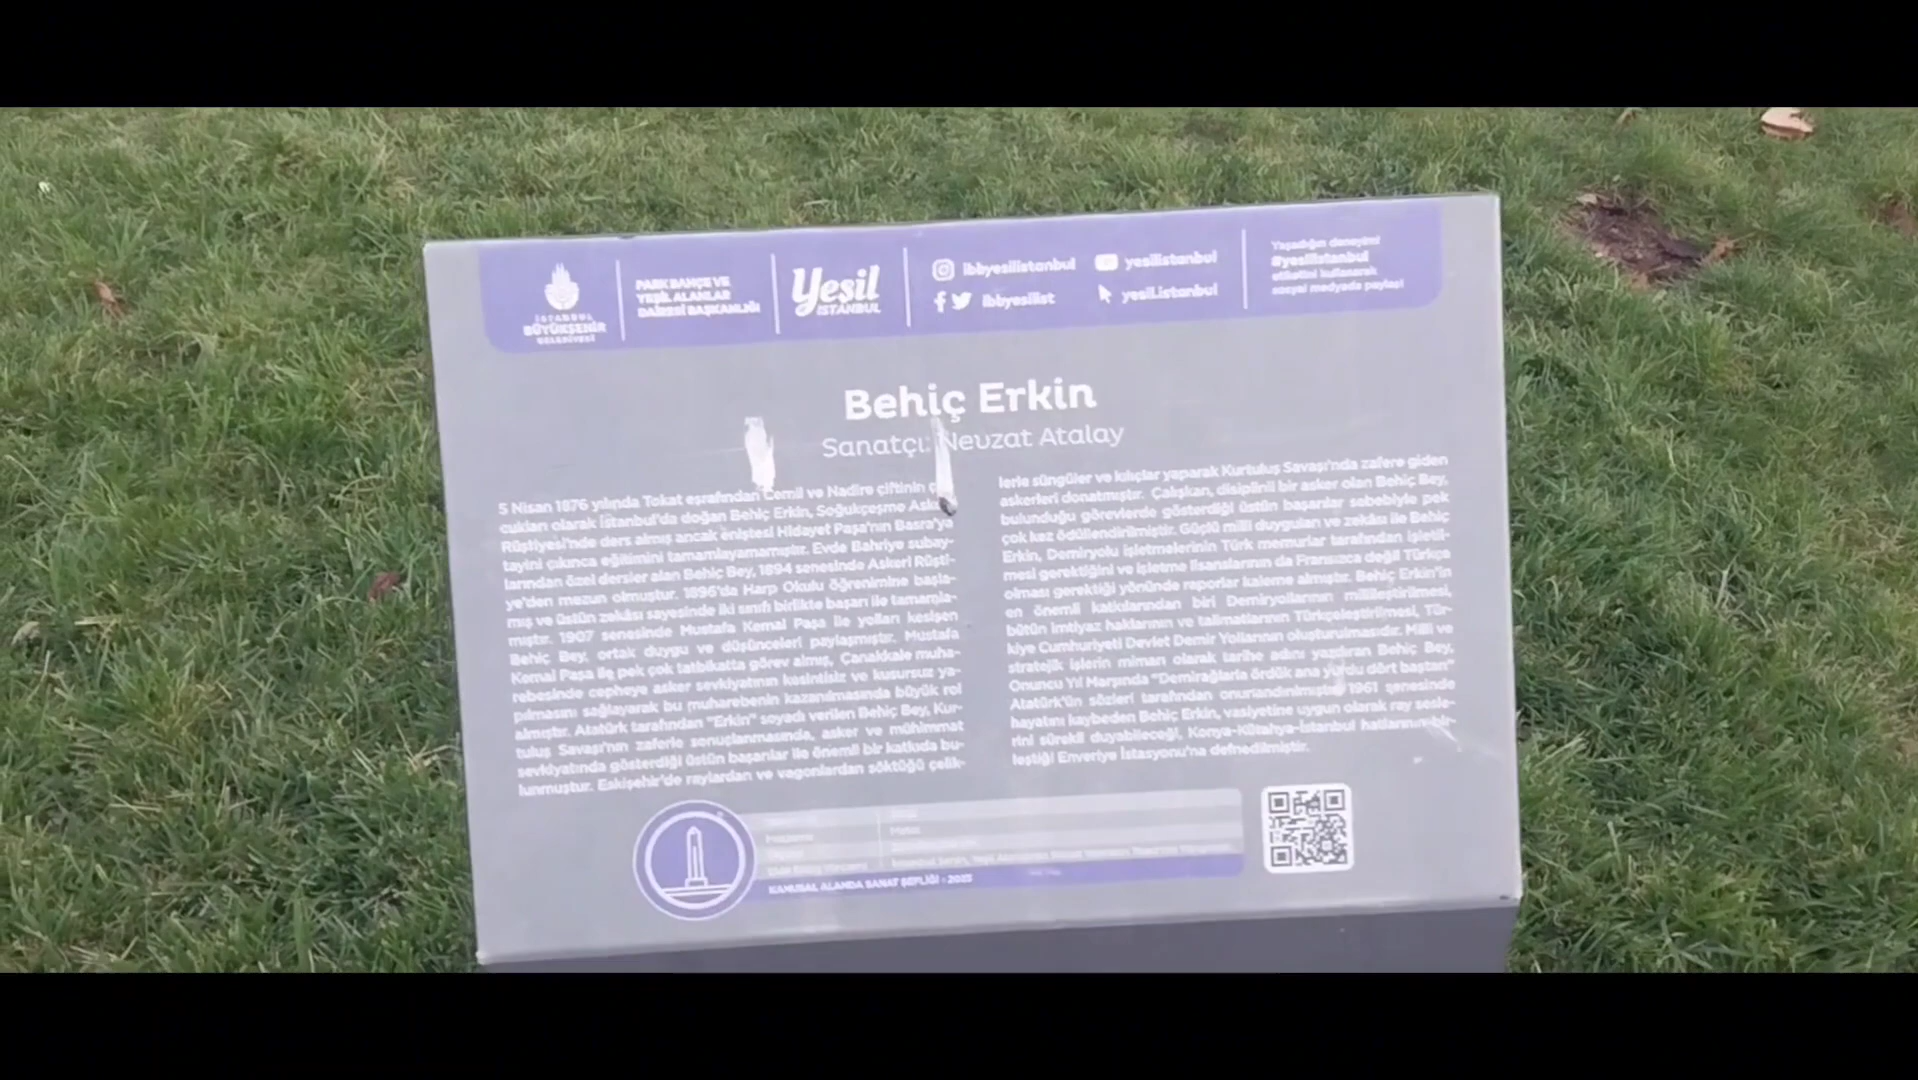 İSTANBUL
BÜYÜKŞEHİR
BELEDİYESİ
PARK BAHÇE VE
YEŞİL ALANLAR
DAİRESİ BAŞKANLIĞI
Yeşil
İSTANBUL
ibbyesilistanbul
yesilistanbul
ibbyesilist
yesil.istanbul
Yaşadığın deneyimi
#yesilistanbul
etiketini kullanarak
sosyal medyada paylaş!
Behiç Erkin
Sanatçı: Nevzat Atalay
5 Nisan 1876 yılında Tokat eşrafından Cemil ve Nadire çiftinin
cukları olarak İstanbul'da doğan Behiç Erkin, Soğukçeşme
Rüştiyesi'nde ders almış ancak eniştesi Hidayet Paşa'nın Basra'ya
tayini çıkınca eğitimini tamamlayamamıştır. Evde Bahriye subay-
larından özel dersler alan Behiç Bey, 1894 senesinde Askerî Rüşti-
ye'den mezun olmuştur. 1896'da Harp Okulu öğrenimine başla-
mış ve üstün zekâsı sayesinde iki sınıfı birlikte başarı ile tamamla-
mıştır. 1907 senesinde Mustafa Kemal Paşa ile yolları kesişen
Behiç Bey, ortak duygu ve düşünceleri paylaşmıştır. Mustafa
Kemal Paşa ile pek çok tatbikatta görev almış, Çanakkale muha-
rebesinde cepheye asker sevkiyatının kesintisiz ve kusursuz ya-
pılmasını sağlayarak bu muharebenin kazanılmasında büyük rol
almıştır. Atatürk tarafından "Erkin" soyadı verilen Behiç Bey, Kur-
tuluş Savaşı'nın zaferle sonuçlanmasında, asker ve mühimmat
sevkiyatında gösterdiği üstün başarılar ile önemli bir katkıda bu-
lunmuştur. Eskişehir'de raylardan ve vagonlardan söktüğü çelik-
lerle süngüler ve kılıçlar yaparak Kurtuluş Savaşı'nda zafere giden
askerleri donatmıştır. Çalışkan, disiplinli bir asker olan Behiç Bey,
bulunduğu görevlerde gösterdiği üstün başarılar sebebiyle pek
çok kez ödüllendirilmiştir. Güçlü milli duyguları ve zekâsı ile Behiç
Erkin, Demiryolu işletmelerinin Türk memurlar tarafından işletil-
mesi gerektiğini ve işletme lisanslarının da Fransızca değil Türkçe
olması gerektiği yönünde raporlar kaleme almıştır. Behiç Erkin'in
en önemli katkılarından biri Demiryollarının millileştirilmesi,
bütün imtiyaz haklarının ve talimatlarının Türkçeleştirilmesi, Tür-
kiye Cumhuriyeti Devlet Demir Yollarının oluşturulmasıdır. Milli ve
stratejik işlerin mimarı olarak tarihe adını yazdıran Behiç Bey,
Onuncu Yıl Marşında "Demirağlarla ördük ana yurdu dört baştan"
Atatürk'ün sözleri tarafından onurlandırılmıştır. 1961 senesinde
hayatını kaybeden Behiç Erkin, vasiyetine uygun olarak ray sesle-
rini sürekli duyabileceği, Konya-Kütahya-İstanbul hatlarının bir-
leştiği Enveriye İstasyonu'na defnedilmiştir.
Malzeme
Metal
KAMUSAL ALANDA SANAT ŞEFLİĞİ - 2023